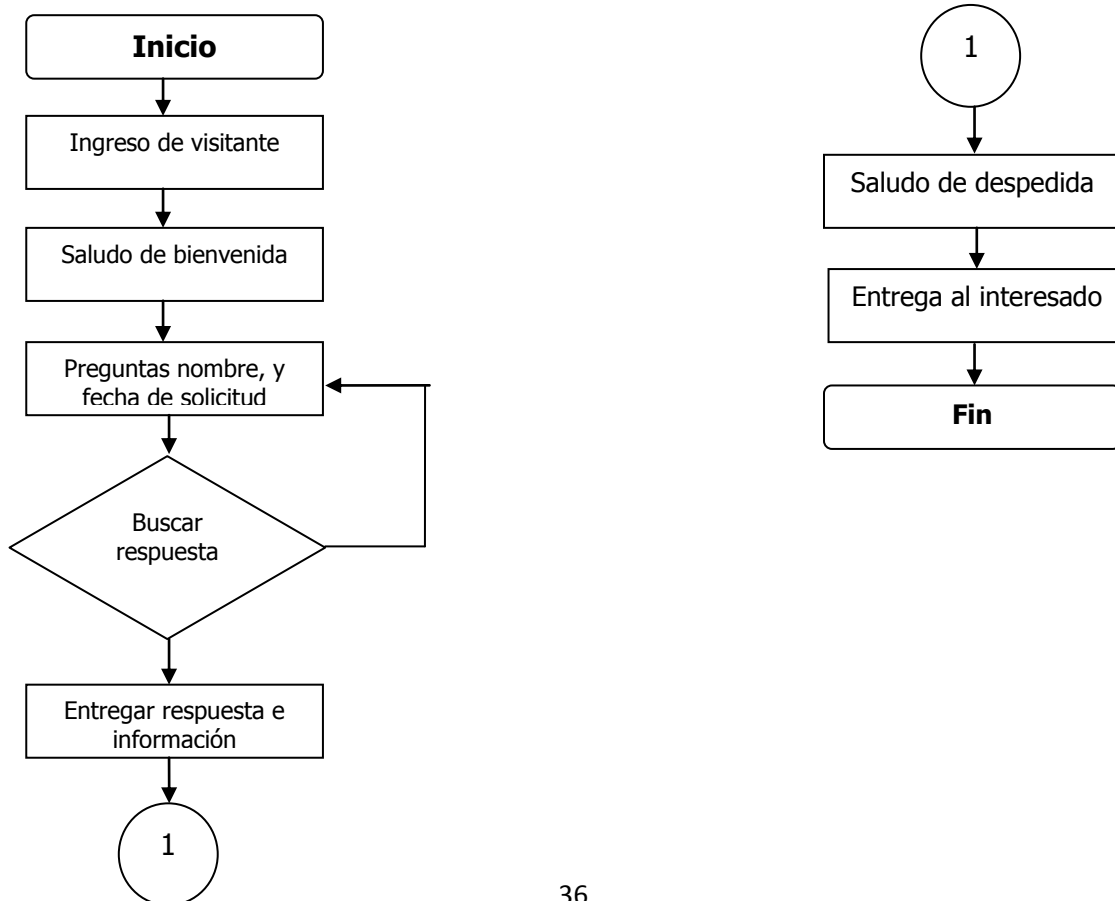 Inicio
Ingreso de visitante
Saludo de bienvenida
Preguntas nombre, y
fecha de solicitud
Buscar
respuesta
Entregar respuesta e
información
1
1
Saludo de despedida
Entrega al interesado
Fin
36